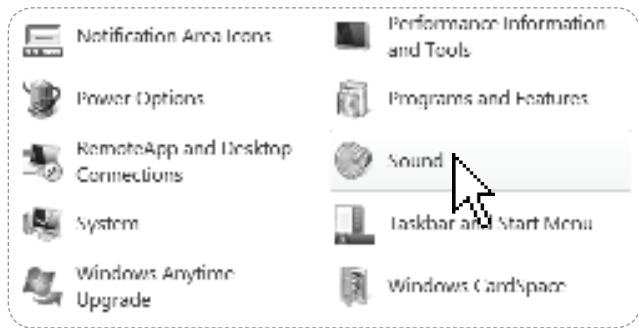 Notification Area Icons
Performance Information
and Tools
Power Options
Programs and Features
RemoteApp and Desktop
Connections
Sound
System
Taskbar and Start Menu
Windows Anytime
Upgrade
Windows CardSpace